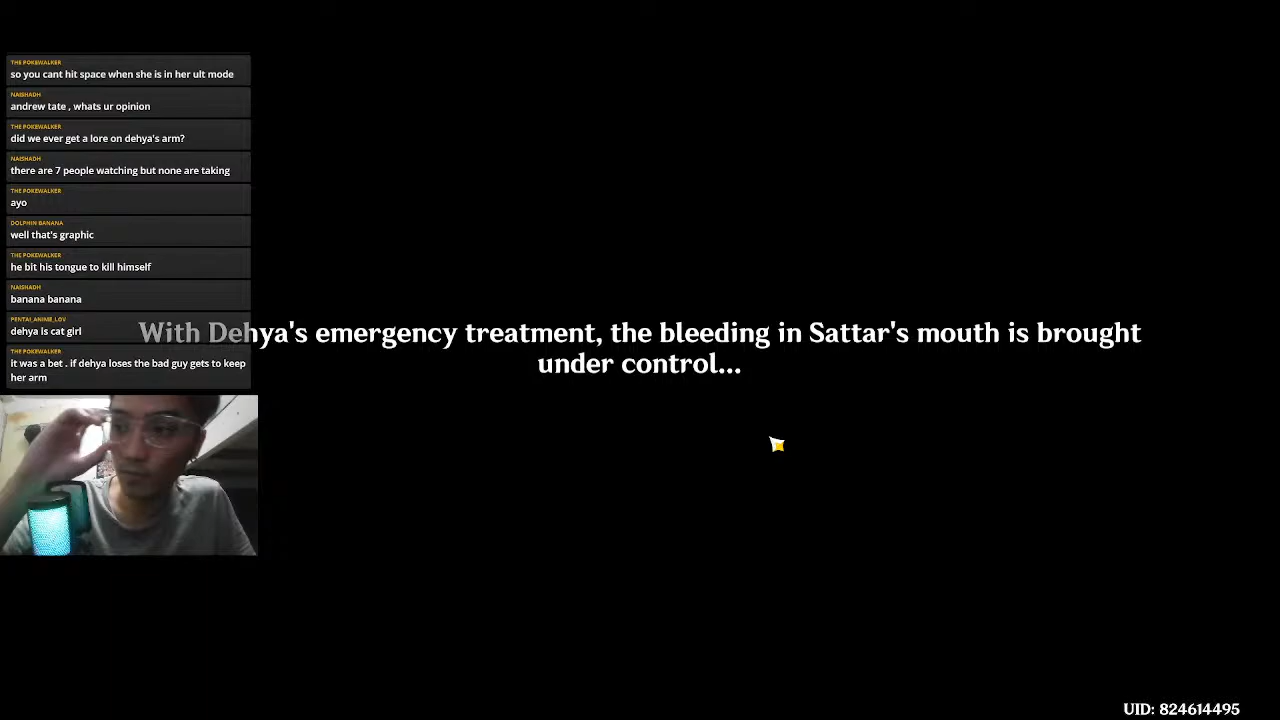 THE POKEWALKER
so you cant hit space when she is in her ult mode
NAISHADH
andrew tate , whats ur opinion
THE POKEWALKER
did we ever get a lore on dehya's arm?
NAISHADH
there are 7 people watching but none are taking
THE POKEWALKER
ayo
DOLPHIN BANANA
well that's graphic
THE POKEWALKER
he bit his tongue to kill himself
NAISHADH
banana banana
PENTAI_ANIME_LOV
dehya is cat girl
THE POKEWALKER
it was a bet . if dehya loses the bad guy gets to keep
her arm
With Dehya's emergency treatment, the bleeding in Sattar's mouth is brought
under control...
UID: 824614495